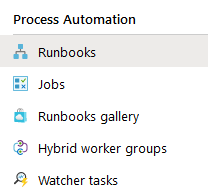 Process Automation
Runbooks
Jobs
Runbooks gallery
Hybrid worker groups
Watcher tasks